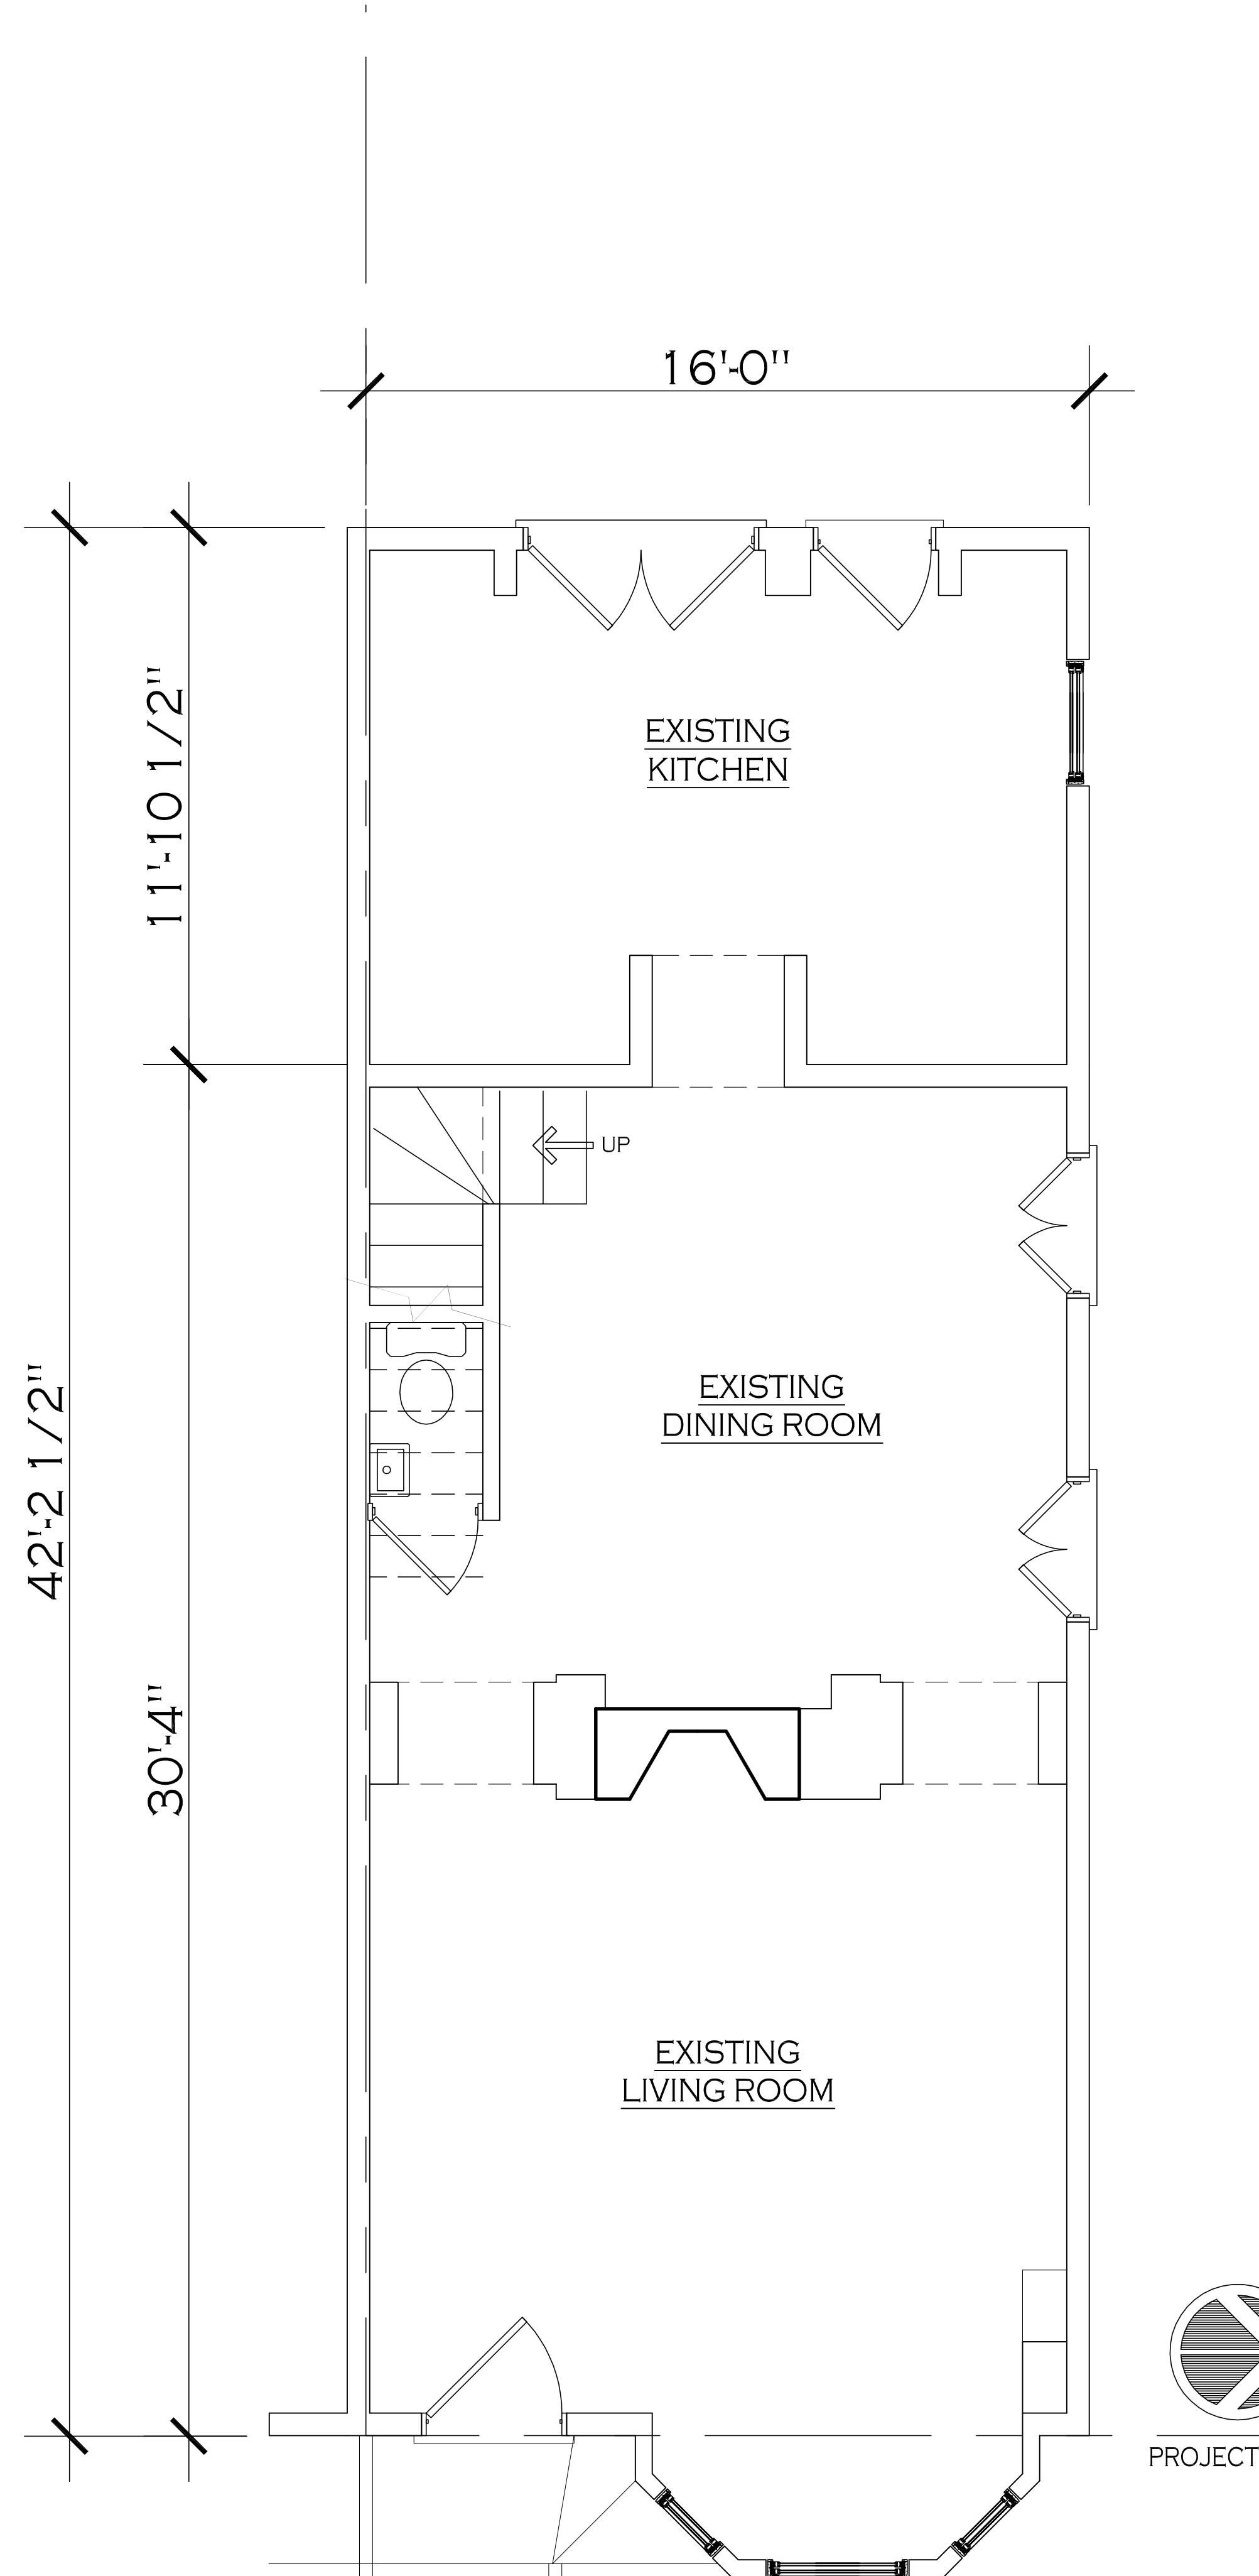 16'-0"
11'-10 1/2"
EXISTING
KITCHEN
UP
42'-2 1/2"
EXISTING
DINING ROOM
30'-4"
EXISTING
LIVING ROOM
PROJECT